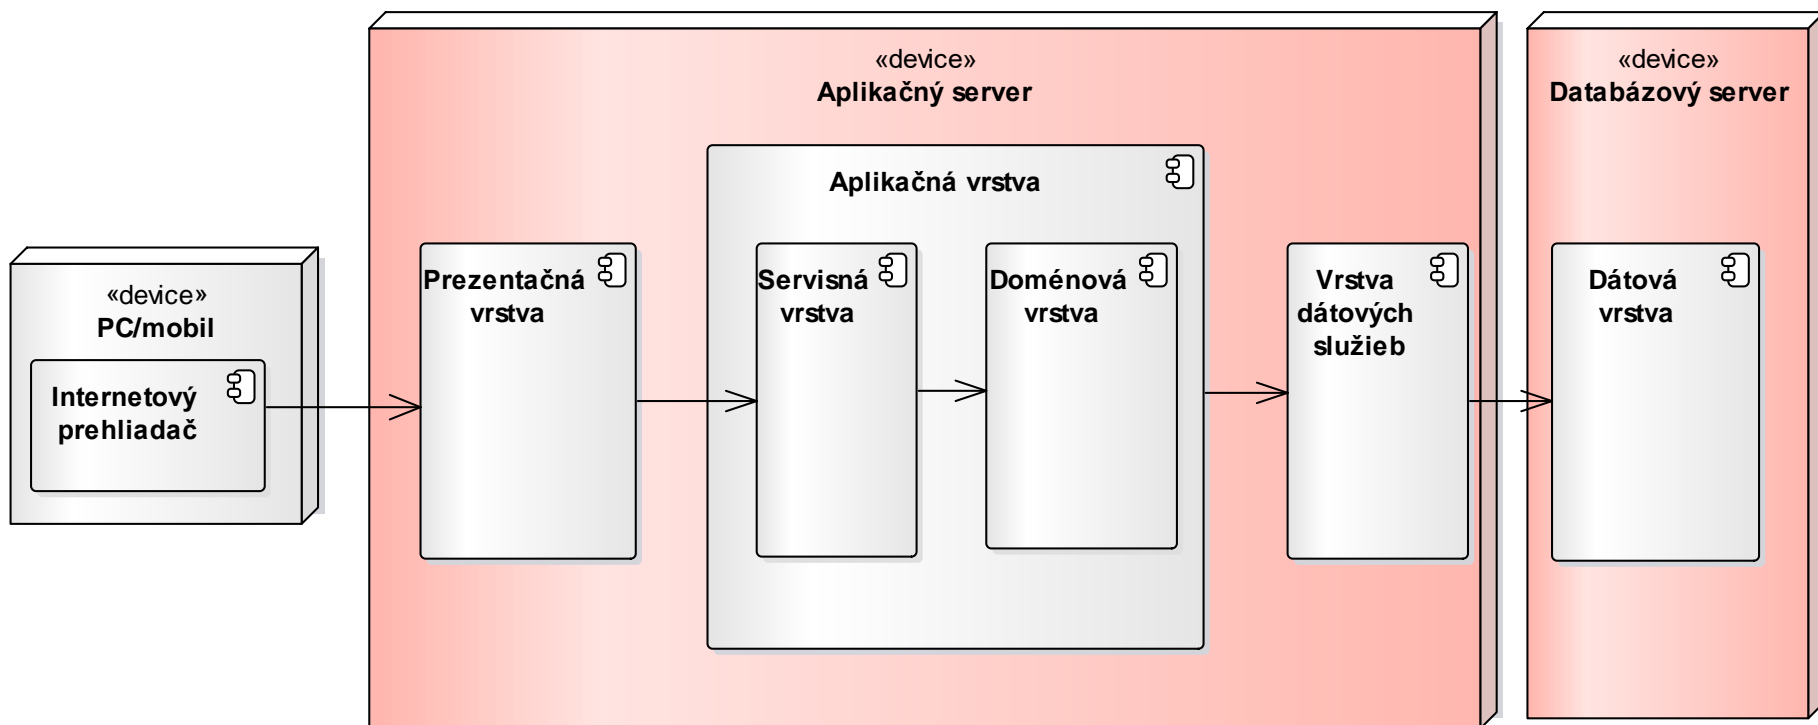 «device»
Aplikačný server
«device»
Databázový server
Aplikačná vrstva
«device»
PC/mobil
Internetový
prehliadač
Prezentačná
vrstva
Servisná
vrstva
Doménová
vrstva
Vrstva
dátových
služieb
Dátová
vrstva